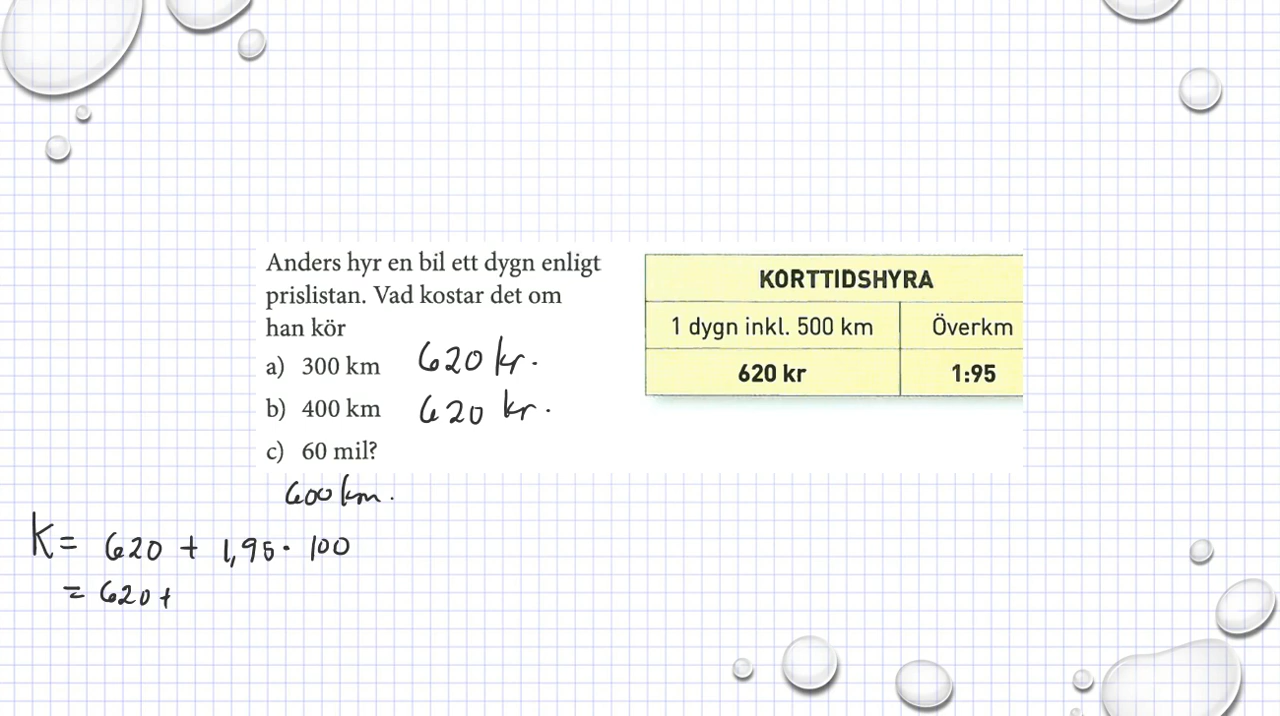 Anders hyr en bil ett dygn enligt
prislistan. Vad kostar det om
han kör
a) 300 km 620 kr.
b) 400 km 620 kr.
c) 60 mil?
600 km.
K = 620 + 1,95 · 100
= 620 +
KORTTIDSHYRA
1 dygn inkl. 500 km Överkm
620 kr 1:95